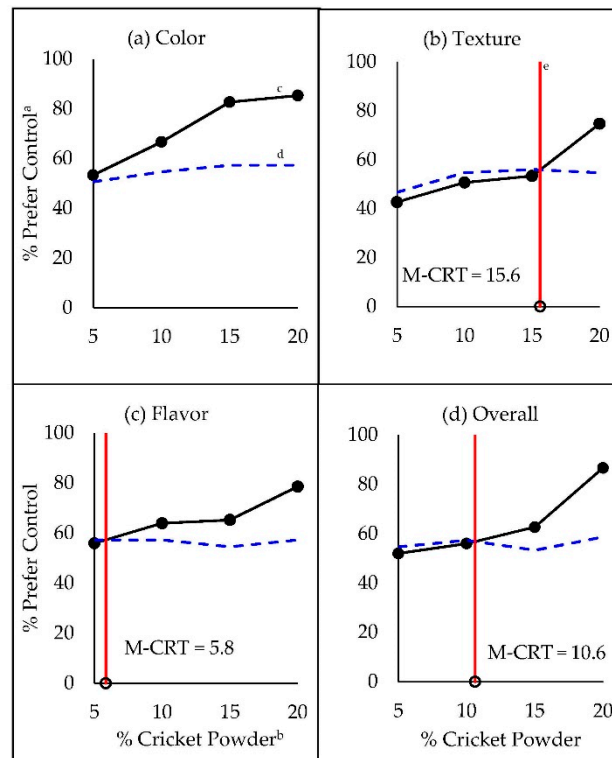 (a) Color
100
80
60
40
20
0
5 10 15 20
% Prefer Controlᵃ
c
d
(b) Texture
100
80
60
40
20
0
5 10 15 20
e
M-CRT = 15.6
(c) Flavor
100
80
60
40
20
0
5 10 15 20
% Prefer Control
M-CRT = 5.8
% Cricket Powderᵇ
(d) Overall
100
80
60
40
20
0
5 10 15 20
M-CRT = 10.6
% Cricket Powder